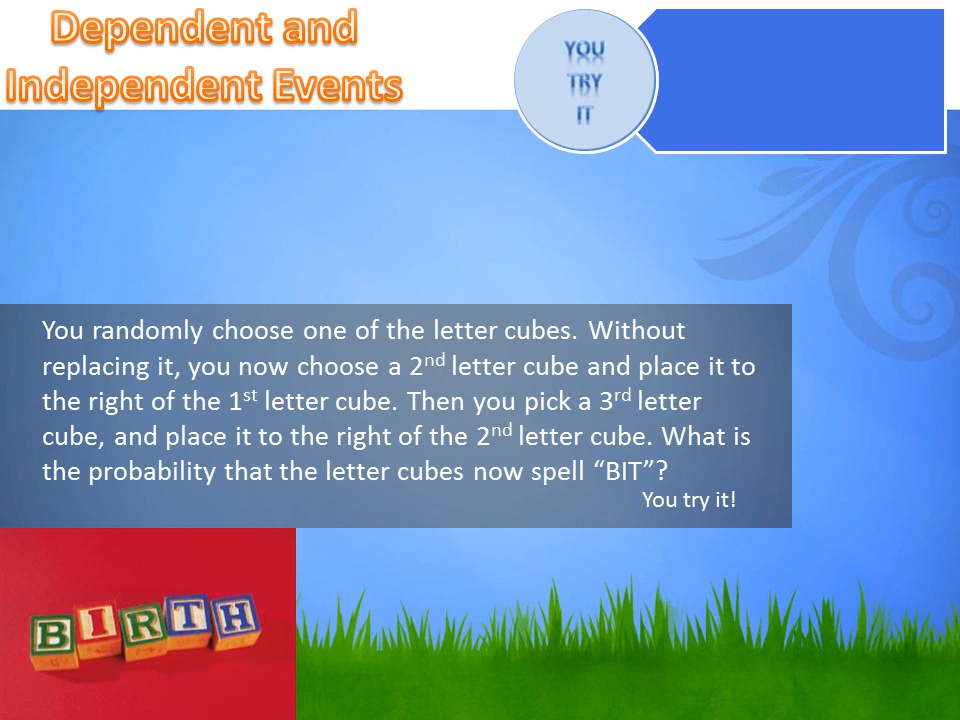 Dependent and
Independent Events
YOU
TRY
IT
You randomly choose one of the letter cubes. Without
replacing it, you now choose a 2nd letter cube and place it to
the right of the 1st letter cube. Then you pick a 3rd letter
cube, and place it to the right of the 2nd letter cube. What is
the probability that the letter cubes now spell “BIT”?
You try it!
BIRTH